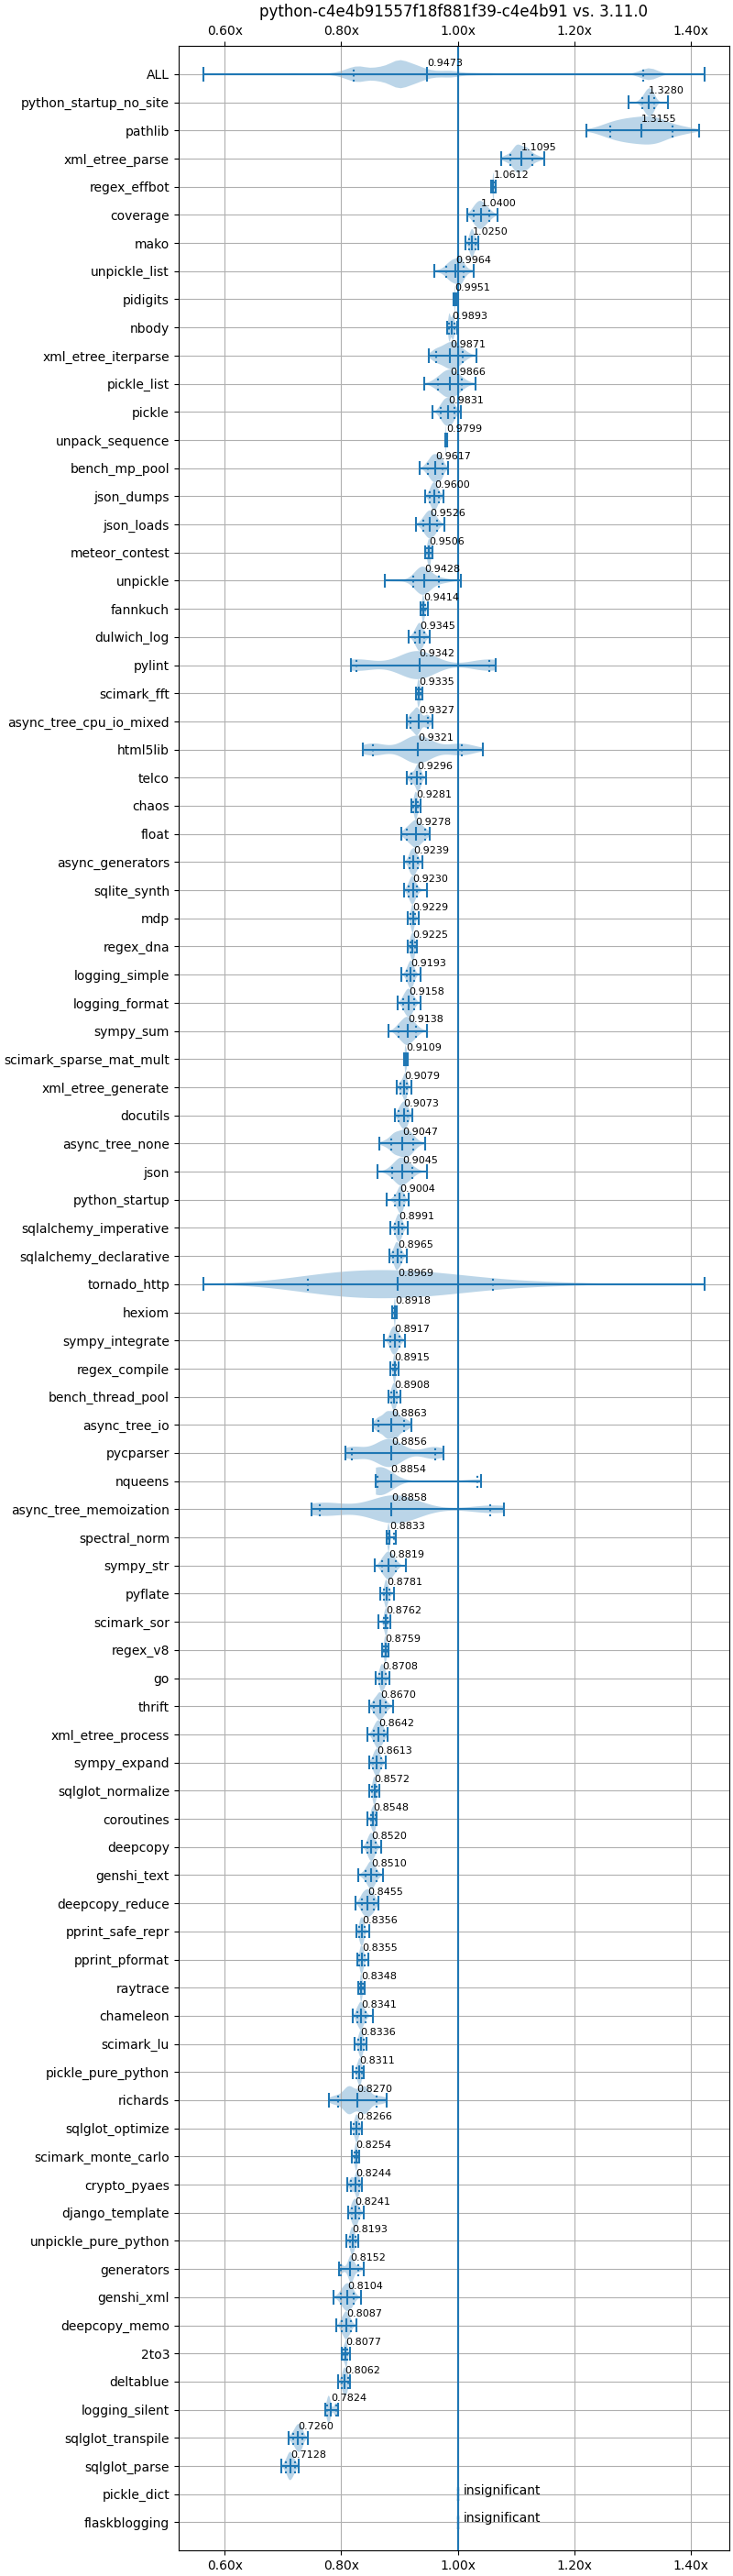 python-c4e4b91557f18f881f39-c4e4b91 vs. 3.11.0
0.60x 0.80x 1.00x 1.20x 1.40x
ALL 0.9473
python_startup_no_site 1.3280
pathlib 1.3155
xml_etree_parse 1.1095
regex_effbot 1.0612
coverage 1.0400
mako 1.0250
unpickle_list 0.9964
pidigits 0.9951
nbody 0.9893
xml_etree_iterparse 0.9871
pickle_list 0.9866
pickle 0.9831
unpack_sequence 0.9799
bench_mp_pool 0.9617
json_dumps 0.9600
json_loads 0.9526
meteor_contest 0.9506
unpickle 0.9428
fannkuch 0.9414
dulwich_log 0.9345
pylint 0.9342
scimark_fft 0.9335
async_tree_cpu_io_mixed 0.9327
html5lib 0.9321
telco 0.9296
chaos 0.9281
float 0.9278
async_generators 0.9239
sqlite_synth 0.9230
mdp 0.9229
regex_dna 0.9225
logging_simple 0.9193
logging_format 0.9158
sympy_sum 0.9138
scimark_sparse_mat_mult 0.9109
xml_etree_generate 0.9079
docutils 0.9073
async_tree_none 0.9047
json 0.9045
python_startup 0.9004
sqlalchemy_imperative 0.8991
sqlalchemy_declarative 0.8965
tornado_http 0.8969
hexiom 0.8918
sympy_integrate 0.8917
regex_compile 0.8915
bench_thread_pool 0.8908
async_tree_io 0.8863
pycparser 0.8856
nqueens 0.8854
async_tree_memoization 0.8858
spectral_norm 0.8833
sympy_str 0.8819
pyflate 0.8781
scimark_sor 0.8762
regex_v8 0.8759
go 0.8708
thrift 0.8670
xml_etree_process 0.8642
sympy_expand 0.8613
sqlglot_normalize 0.8572
coroutines 0.8548
deepcopy 0.8520
genshi_text 0.8510
deepcopy_reduce 0.8455
pprint_safe_repr 0.8356
pprint_pformat 0.8355
raytrace 0.8348
chameleon 0.8341
scimark_lu 0.8336
pickle_pure_python 0.8311
richards 0.8270
sqlglot_optimize 0.8266
scimark_monte_carlo 0.8254
crypto_pyaes 0.8244
django_template 0.8241
unpickle_pure_python 0.8193
generators 0.8152
genshi_xml 0.8104
deepcopy_memo 0.8087
2to3 0.8077
deltablue 0.8062
logging_silent 0.7824
sqlglot_transpile 0.7260
sqlglot_parse 0.7128
pickle_dict insignificant
flaskblogging insignificant
0.60x 0.80x 1.00x 1.20x 1.40x